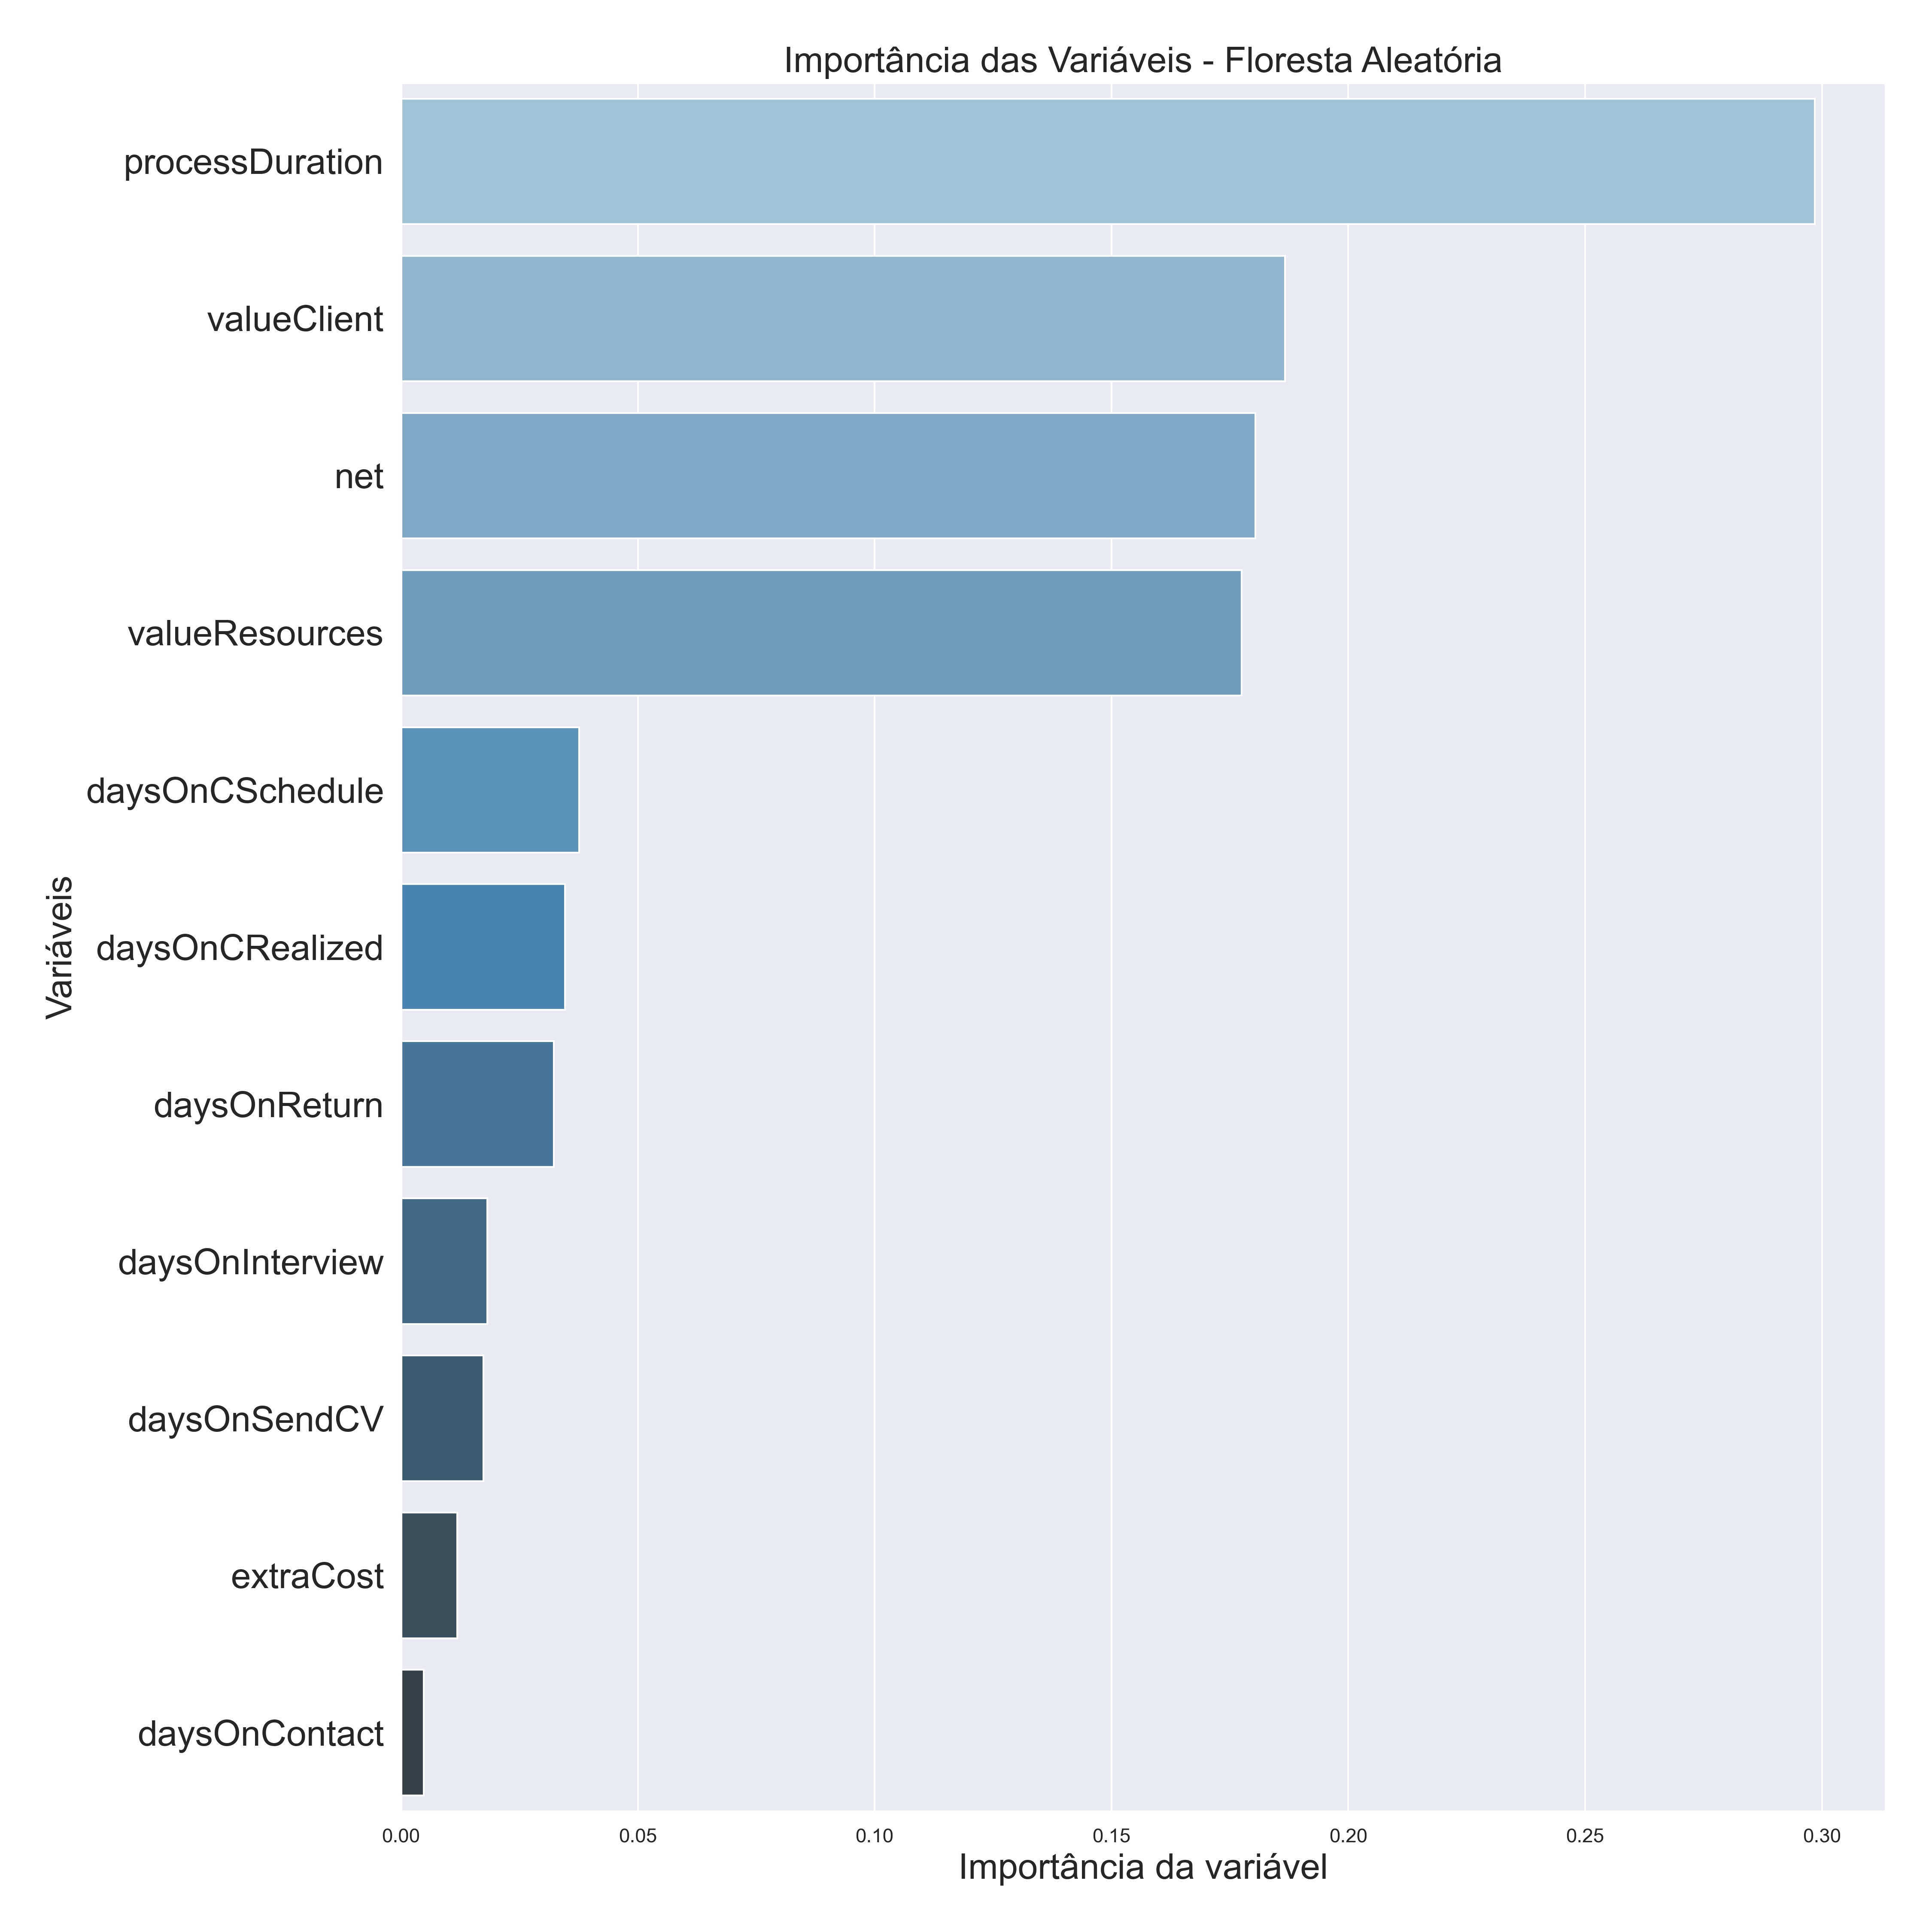 Importância das Variáveis - Floresta Aleatória
processDuration
valueClient
net
valueResources
daysOnCSchedule
daysOnCRealized
daysOnReturn
daysOnInterview
daysOnSendCV
extraCost
daysOnContact
Variáveis
0.00 0.05 0.10 0.15 0.20 0.25 0.30
Importância da variável